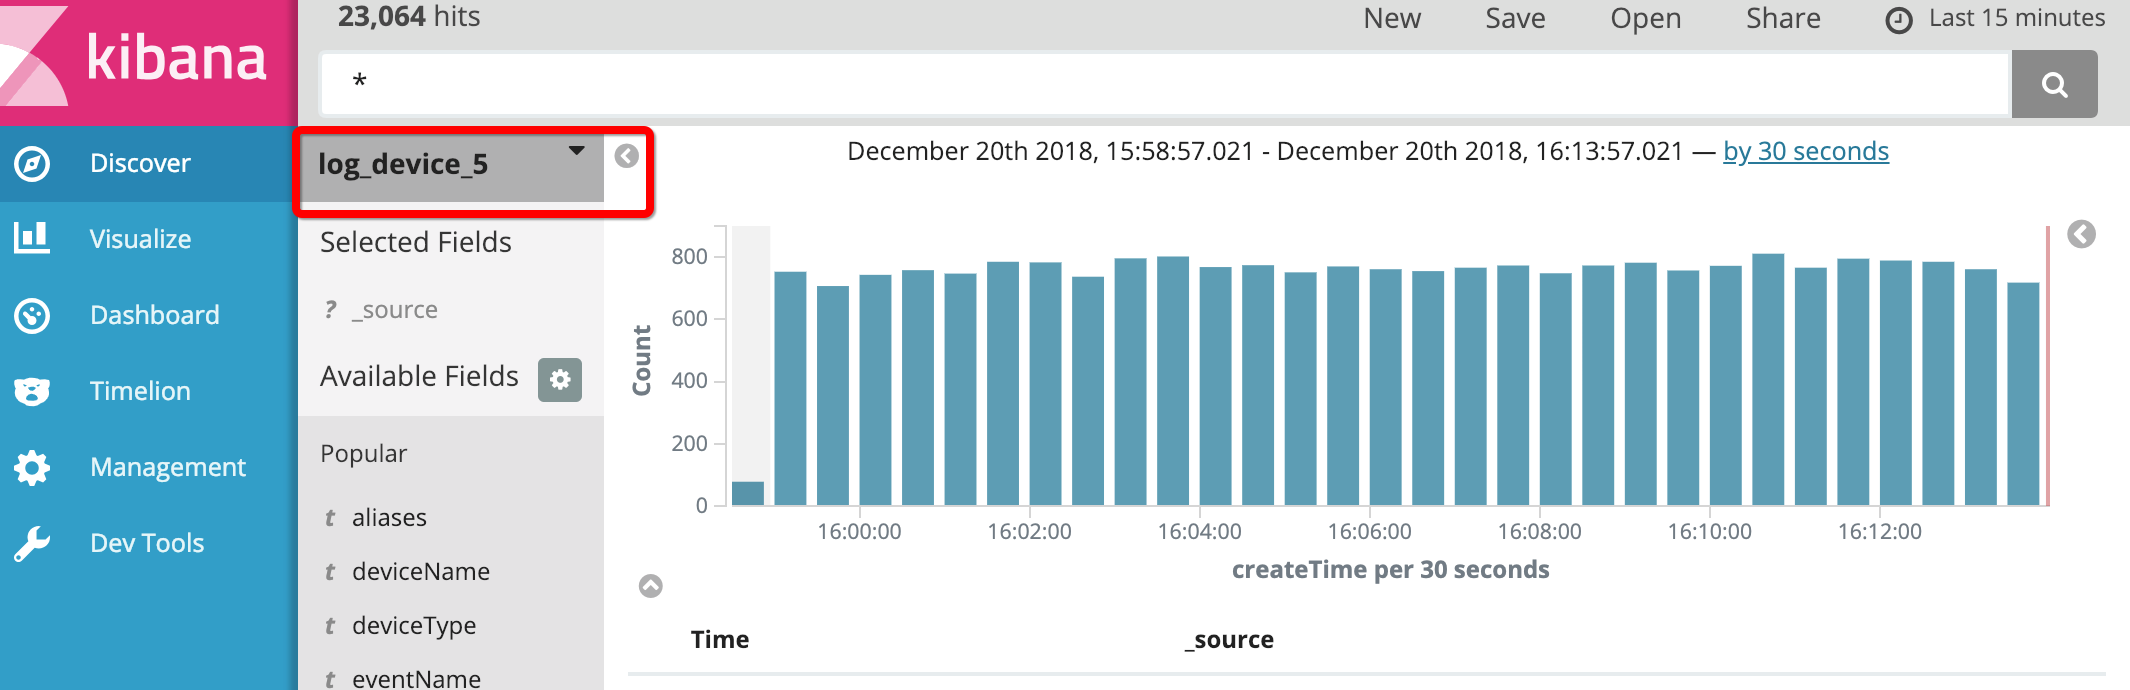 kibana
Discover
Visualize
Dashboard
Timelion
Management
Dev Tools
23,064 hits
New Save Open Share Last 15 minutes
*
log_device_5
Selected Fields
? _source
Available Fields
Popular
t aliases
t deviceName
t deviceType
t eventName
December 20th 2018, 15:58:57.021 - December 20th 2018, 16:13:57.021 — by 30 seconds
Count
800
600
400
200
0
16:00:00 16:02:00 16:04:00 16:06:00 16:08:00 16:10:00 16:12:00
createTime per 30 seconds
Time _source